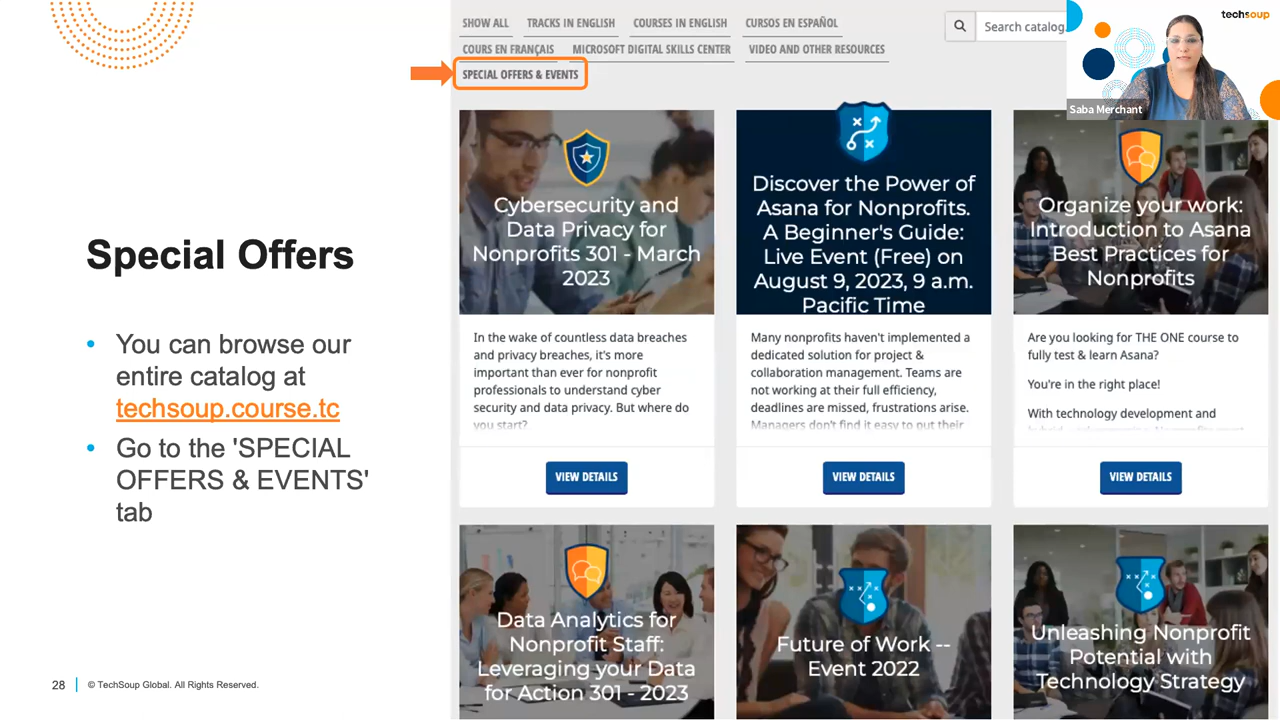 SHOW ALL
TRACKS IN ENGLISH
COURSES IN ENGLISH
CURSOS EN ESPAÑOL
Search catalog
COURS EN FRANÇAIS
MICROSOFT DIGITAL SKILLS CENTER
VIDEO AND OTHER RESOURCES
SPECIAL OFFERS & EVENTS
techsoup
Saba Merchant
Special Offers
You can browse our
entire catalog at
techsoup.course.tc
Go to the 'SPECIAL
OFFERS & EVENTS'
tab
Cybersecurity and
Data Privacy for
Nonprofits 301 - March
2023
In the wake of countless data breaches
and privacy breaches, it's more
important than ever for nonprofit
professionals to understand cyber
security and data privacy. But where do
you start?
VIEW DETAILS
Discover the Power of
Asana for Nonprofits.
A Beginner's Guide:
Live Event (Free) on
August 9, 2023, 9 a.m.
Pacific Time
Many nonprofits haven't implemented a
dedicated solution for project &
collaboration management. Teams are
not working at their full efficiency,
deadlines are missed, frustrations arise.
Managers don't find it easy to put their
VIEW DETAILS
Organize your work:
Introduction to Asana
Best Practices for
Nonprofits
Are you looking for THE ONE course to
fully test & learn Asana?
You're in the right place!
With technology development and
VIEW DETAILS
Data Analytics for
Nonprofit Staff:
Leveraging your Data
for Action 301 - 2023
Future of Work --
Event 2022
Unleashing Nonprofit
Potential with
Technology Strategy
28
© TechSoup Global. All Rights Reserved.